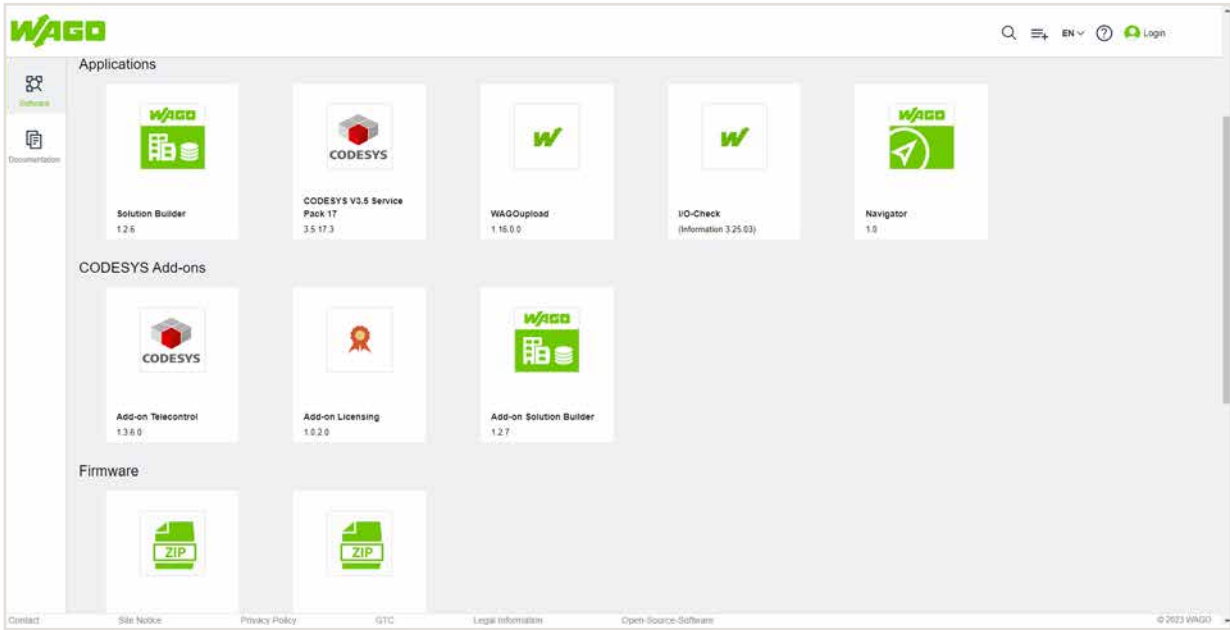 WAGO
EN
Login
Software
Documentation
Applications
WAGO
CODESYS
W
W
WAGO
Solution Builder
1.2.6
CODESYS V3.5 Service
Pack 17
3.5.17.3
WAGOupload
1.16.0.0
I/O-Check
(Information 3.25.03)
Navigator
1.0
CODESYS Add-ons
CODESYS
WAGO
Add-on Telecontrol
1.3.6.0
Add-on Licensing
1.0.2.0
Add-on Solution Builder
1.2.7
Firmware
ZIP
ZIP
Contact
Site Notice
Privacy Policy
GTC
Legal Information
Open-Source-Software
© 2023 WAGO